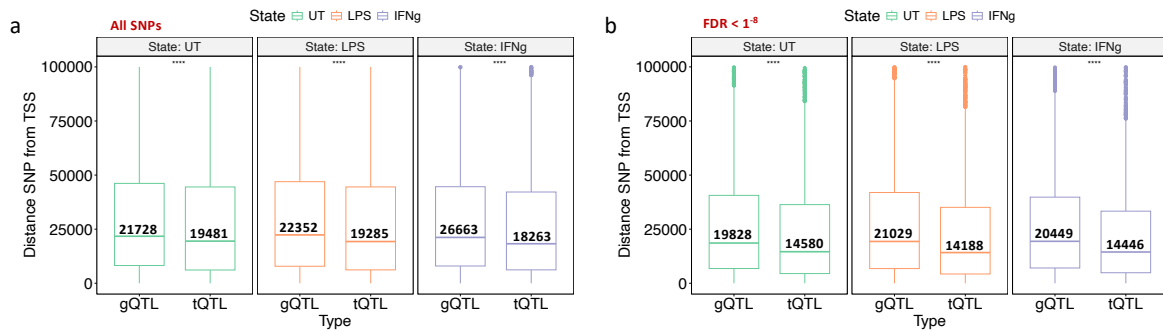 a
All SNPs
State UT LPS IFNg
State: UT State: LPS State: IFNg
**** **** ****
Distance SNP from TSS
100000
75000
50000
25000
0
21728 19481 22352 19285 26663 18263
gQTL tQTL gQTL tQTL gQTL tQTL
Type
b
FDR < 1⁻⁸
State UT LPS IFNg
State: UT State: LPS State: IFNg
**** **** ****
Distance SNP from TSS
100000
75000
50000
25000
0
19828 14580 21029 14188 20449 14446
gQTL tQTL gQTL tQTL gQTL tQTL
Type